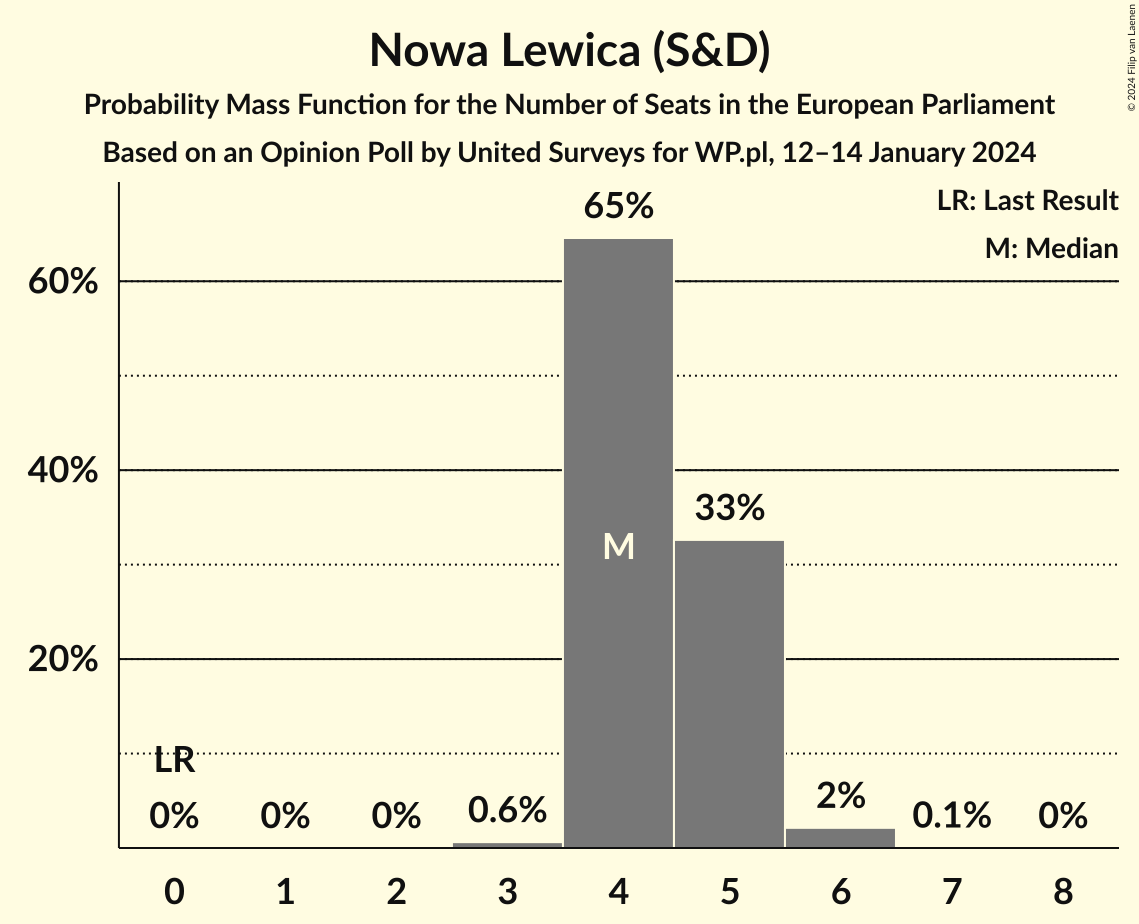 Nowa Lewica (S&D)
Probability Mass Function for the Number of Seats in the European Parliament
Based on an Opinion Poll by United Surveys for WP.pl, 12–14 January 2024
© 2024 Filip van Laenen
LR: Last Result
M: Median
65%
60%
40%
33%
M
20%
LR
0%
0%
0%
0.6%
2%
0.1%
0%
0
1
2
3
4
5
6
7
8